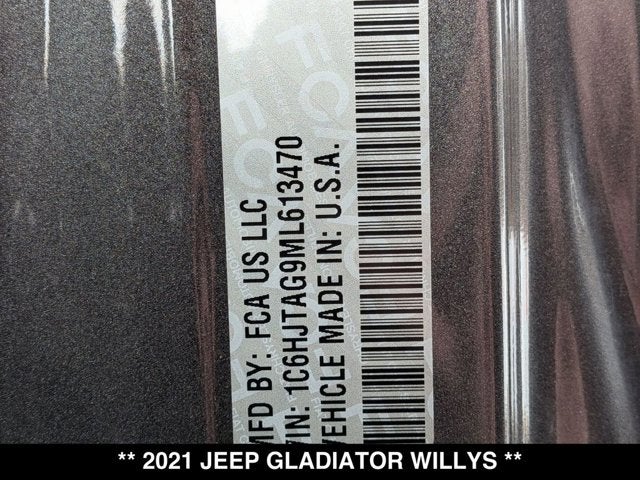 MFD BY: FCA US LLC
VIN: 1C6HJTAG9ML613470
VEHICLE MADE IN: U.S.A.
** 2021 JEEP GLADIATOR WILLYS **